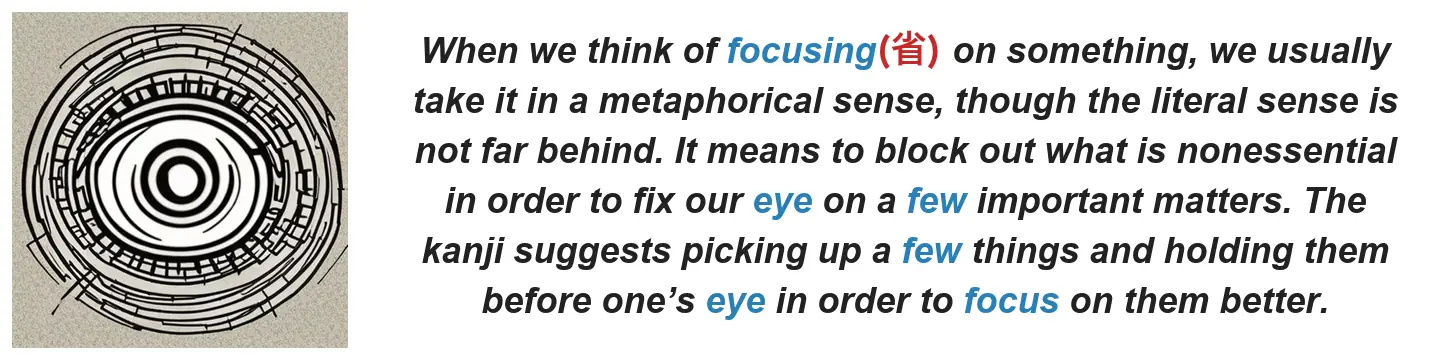 When we think of focusing(省) on something, we usually
take it in a metaphorical sense, though the literal sense is
not far behind. It means to block out what is nonessential
in order to fix our eye on a few important matters. The
kanji suggests picking up a few things and holding them
before one’s eye in order to focus on them better.